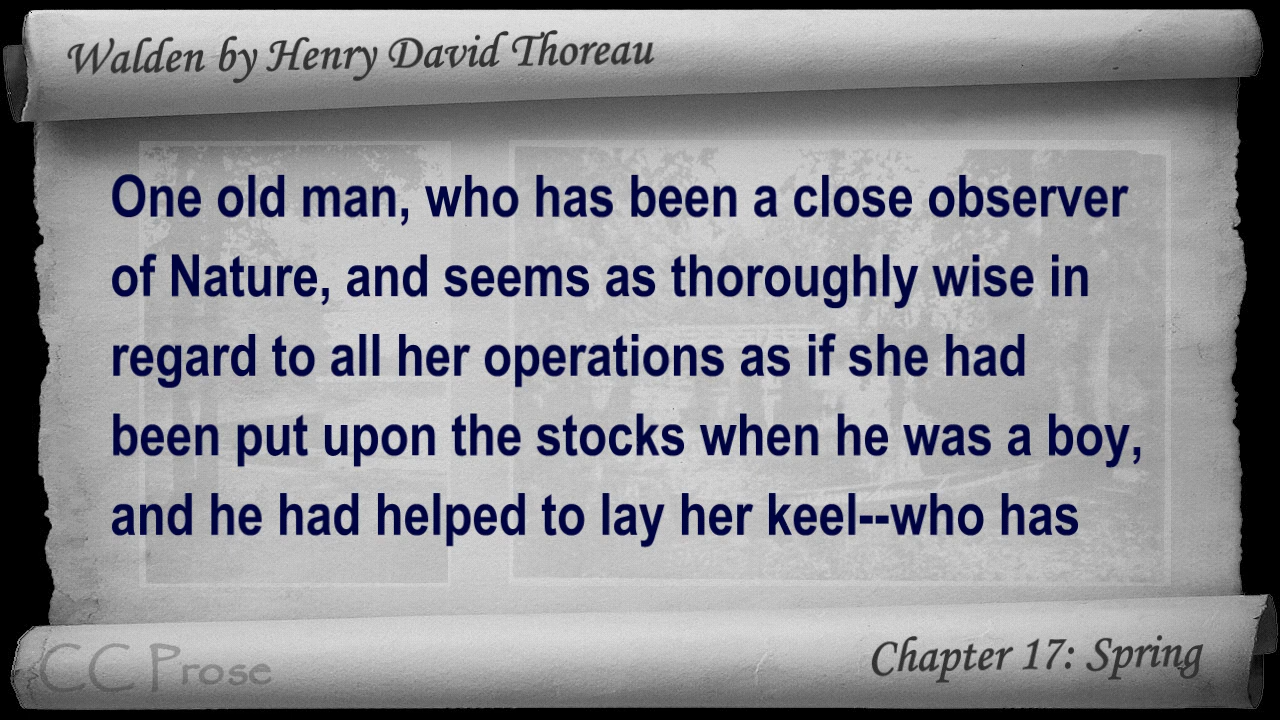 Walden by Henry David Thoreau
One old man, who has been a close observer
of Nature, and seems as thoroughly wise in
regard to all her operations as if she had
been put upon the stocks when he was a boy,
and he had helped to lay her keel--who has
CC Prose
Chapter 17: Spring